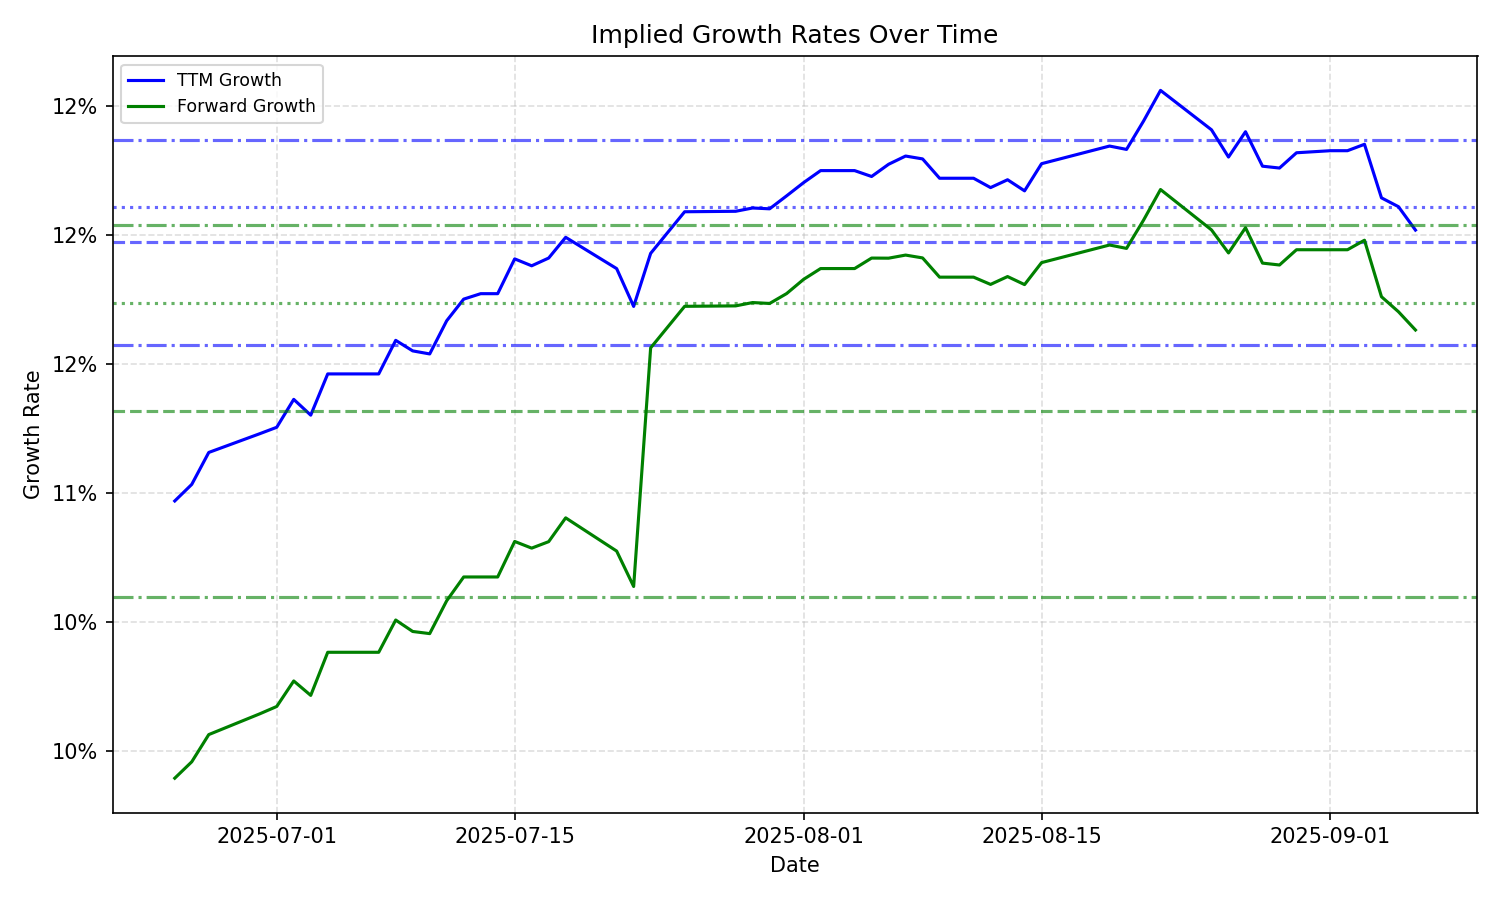 Implied Growth Rates Over Time
TTM Growth
Forward Growth
12%
12%
12%
11%
10%
10%
Growth Rate
2025-07-01
2025-07-15
2025-08-01
2025-08-15
2025-09-01
Date